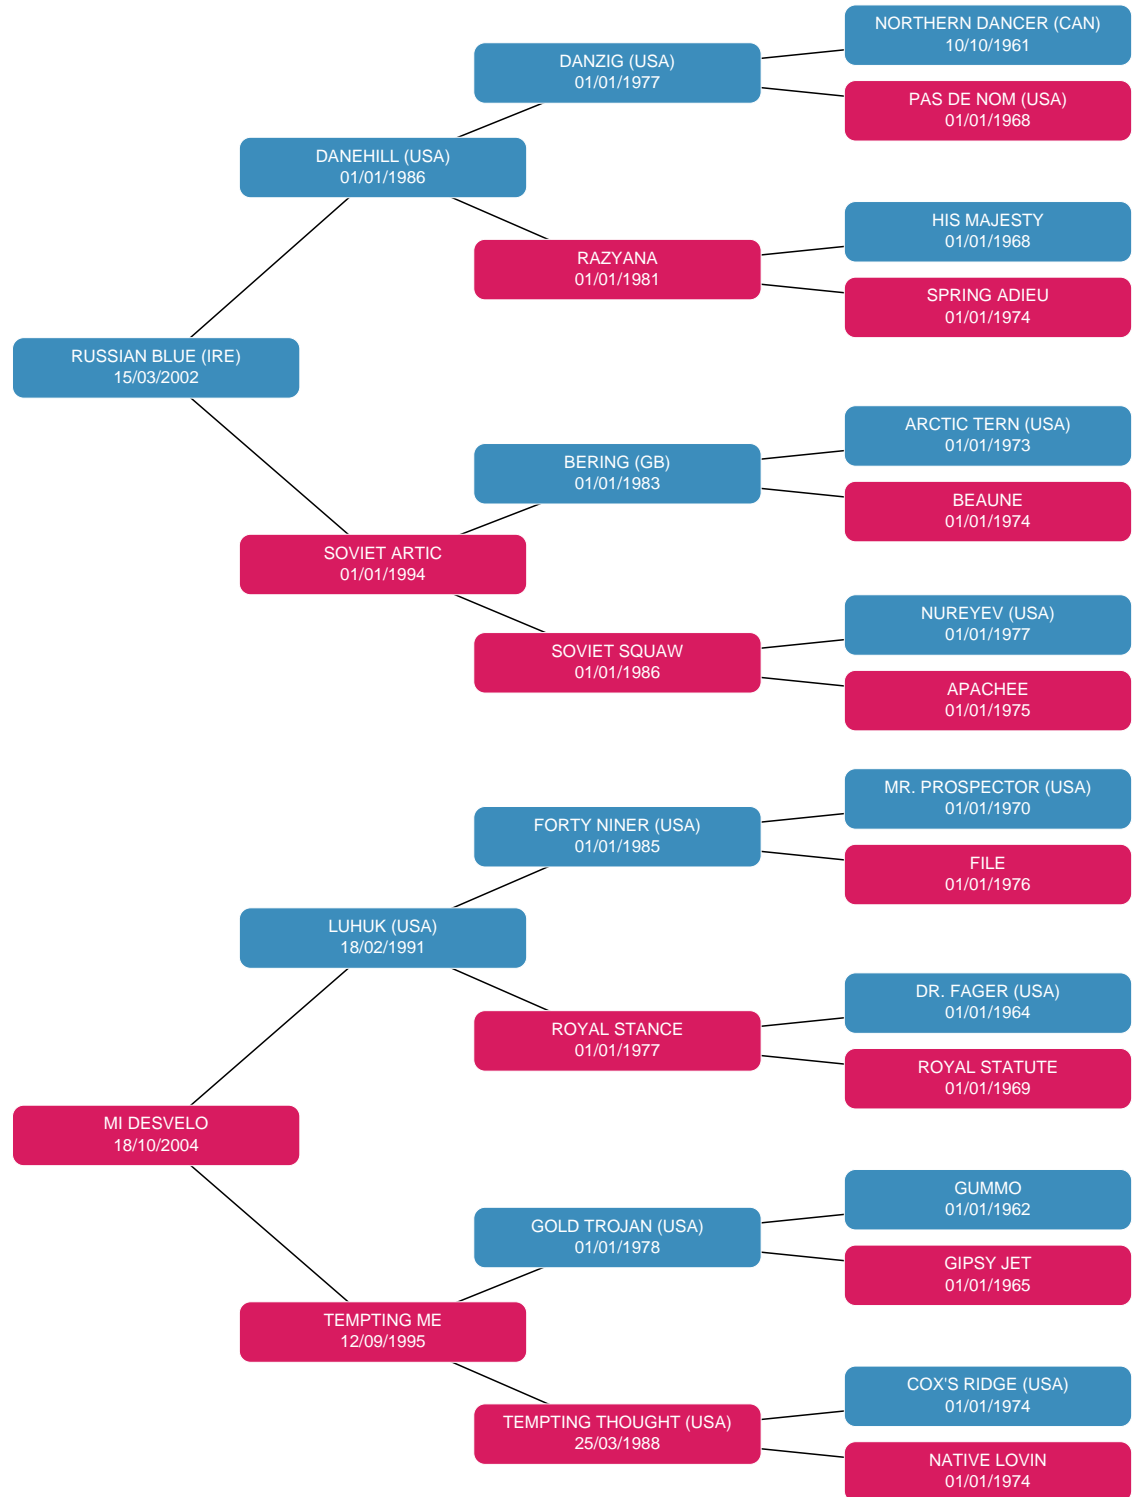 NORTHERN DANCER (CAN)
10/10/1961
DANZIG (USA)
01/01/1977
PAS DE NOM (USA)
01/01/1968
DANEHILL (USA)
01/01/1986
HIS MAJESTY
01/01/1968
RAZYANA
01/01/1981
SPRING ADIEU
01/01/1974
RUSSIAN BLUE (IRE)
15/03/2002
ARCTIC TERN (USA)
01/01/1973
BERING (GB)
01/01/1983
BEAUNE
01/01/1974
SOVIET ARTIC
01/01/1994
NUREYEV (USA)
01/01/1977
SOVIET SQUAW
01/01/1986
APACHEE
01/01/1975
MR. PROSPECTOR (USA)
01/01/1970
FORTY NINER (USA)
01/01/1985
FILE
01/01/1976
LUHUK (USA)
18/02/1991
DR. FAGER (USA)
01/01/1964
ROYAL STANCE
01/01/1977
ROYAL STATUTE
01/01/1969
MI DESVELO
18/10/2004
GUMMO
01/01/1962
GOLD TROJAN (USA)
01/01/1978
GIPSY JET
01/01/1965
TEMPTING ME
12/09/1995
COX'S RIDGE (USA)
01/01/1974
TEMPTING THOUGHT (USA)
25/03/1988
NATIVE LOVIN
01/01/1974